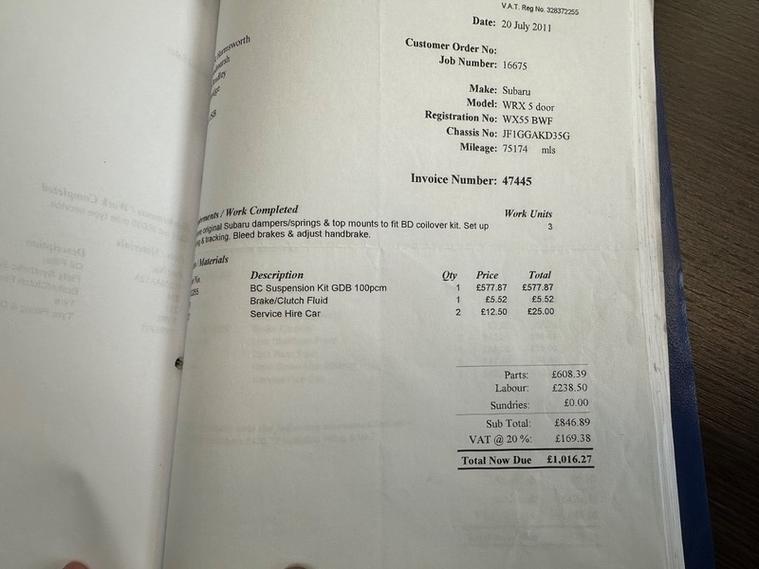 V.A.T. Reg No. 328372255
Date: 20 July 2011
Customer Order No:
Job Number: 16675
Make: Subaru
Model: WRX 5 door
Registration No: WX55 BWF
Chassis No: JF1GGAKD35G
Mileage: 75174 mls
Invoice Number: 47445
/ Work Completed
Work Units
original Subaru dampers/springs & top mounts to fit BD coilover kit. Set up
3
& tracking. Bleed brakes & adjust handbrake.
/ Materials
Description Qty Price Total
BC Suspension Kit GDB 100pcm 1 £577.87 £577.87
Brake/Clutch Fluid 1 £5.52 £5.52
Service Hire Car 2 £12.50 £25.00
Parts: £608.39
Labour: £238.50
Sundries: £0.00
Sub Total: £846.89
VAT @ 20 %: £169.38
Total Now Due £1,016.27